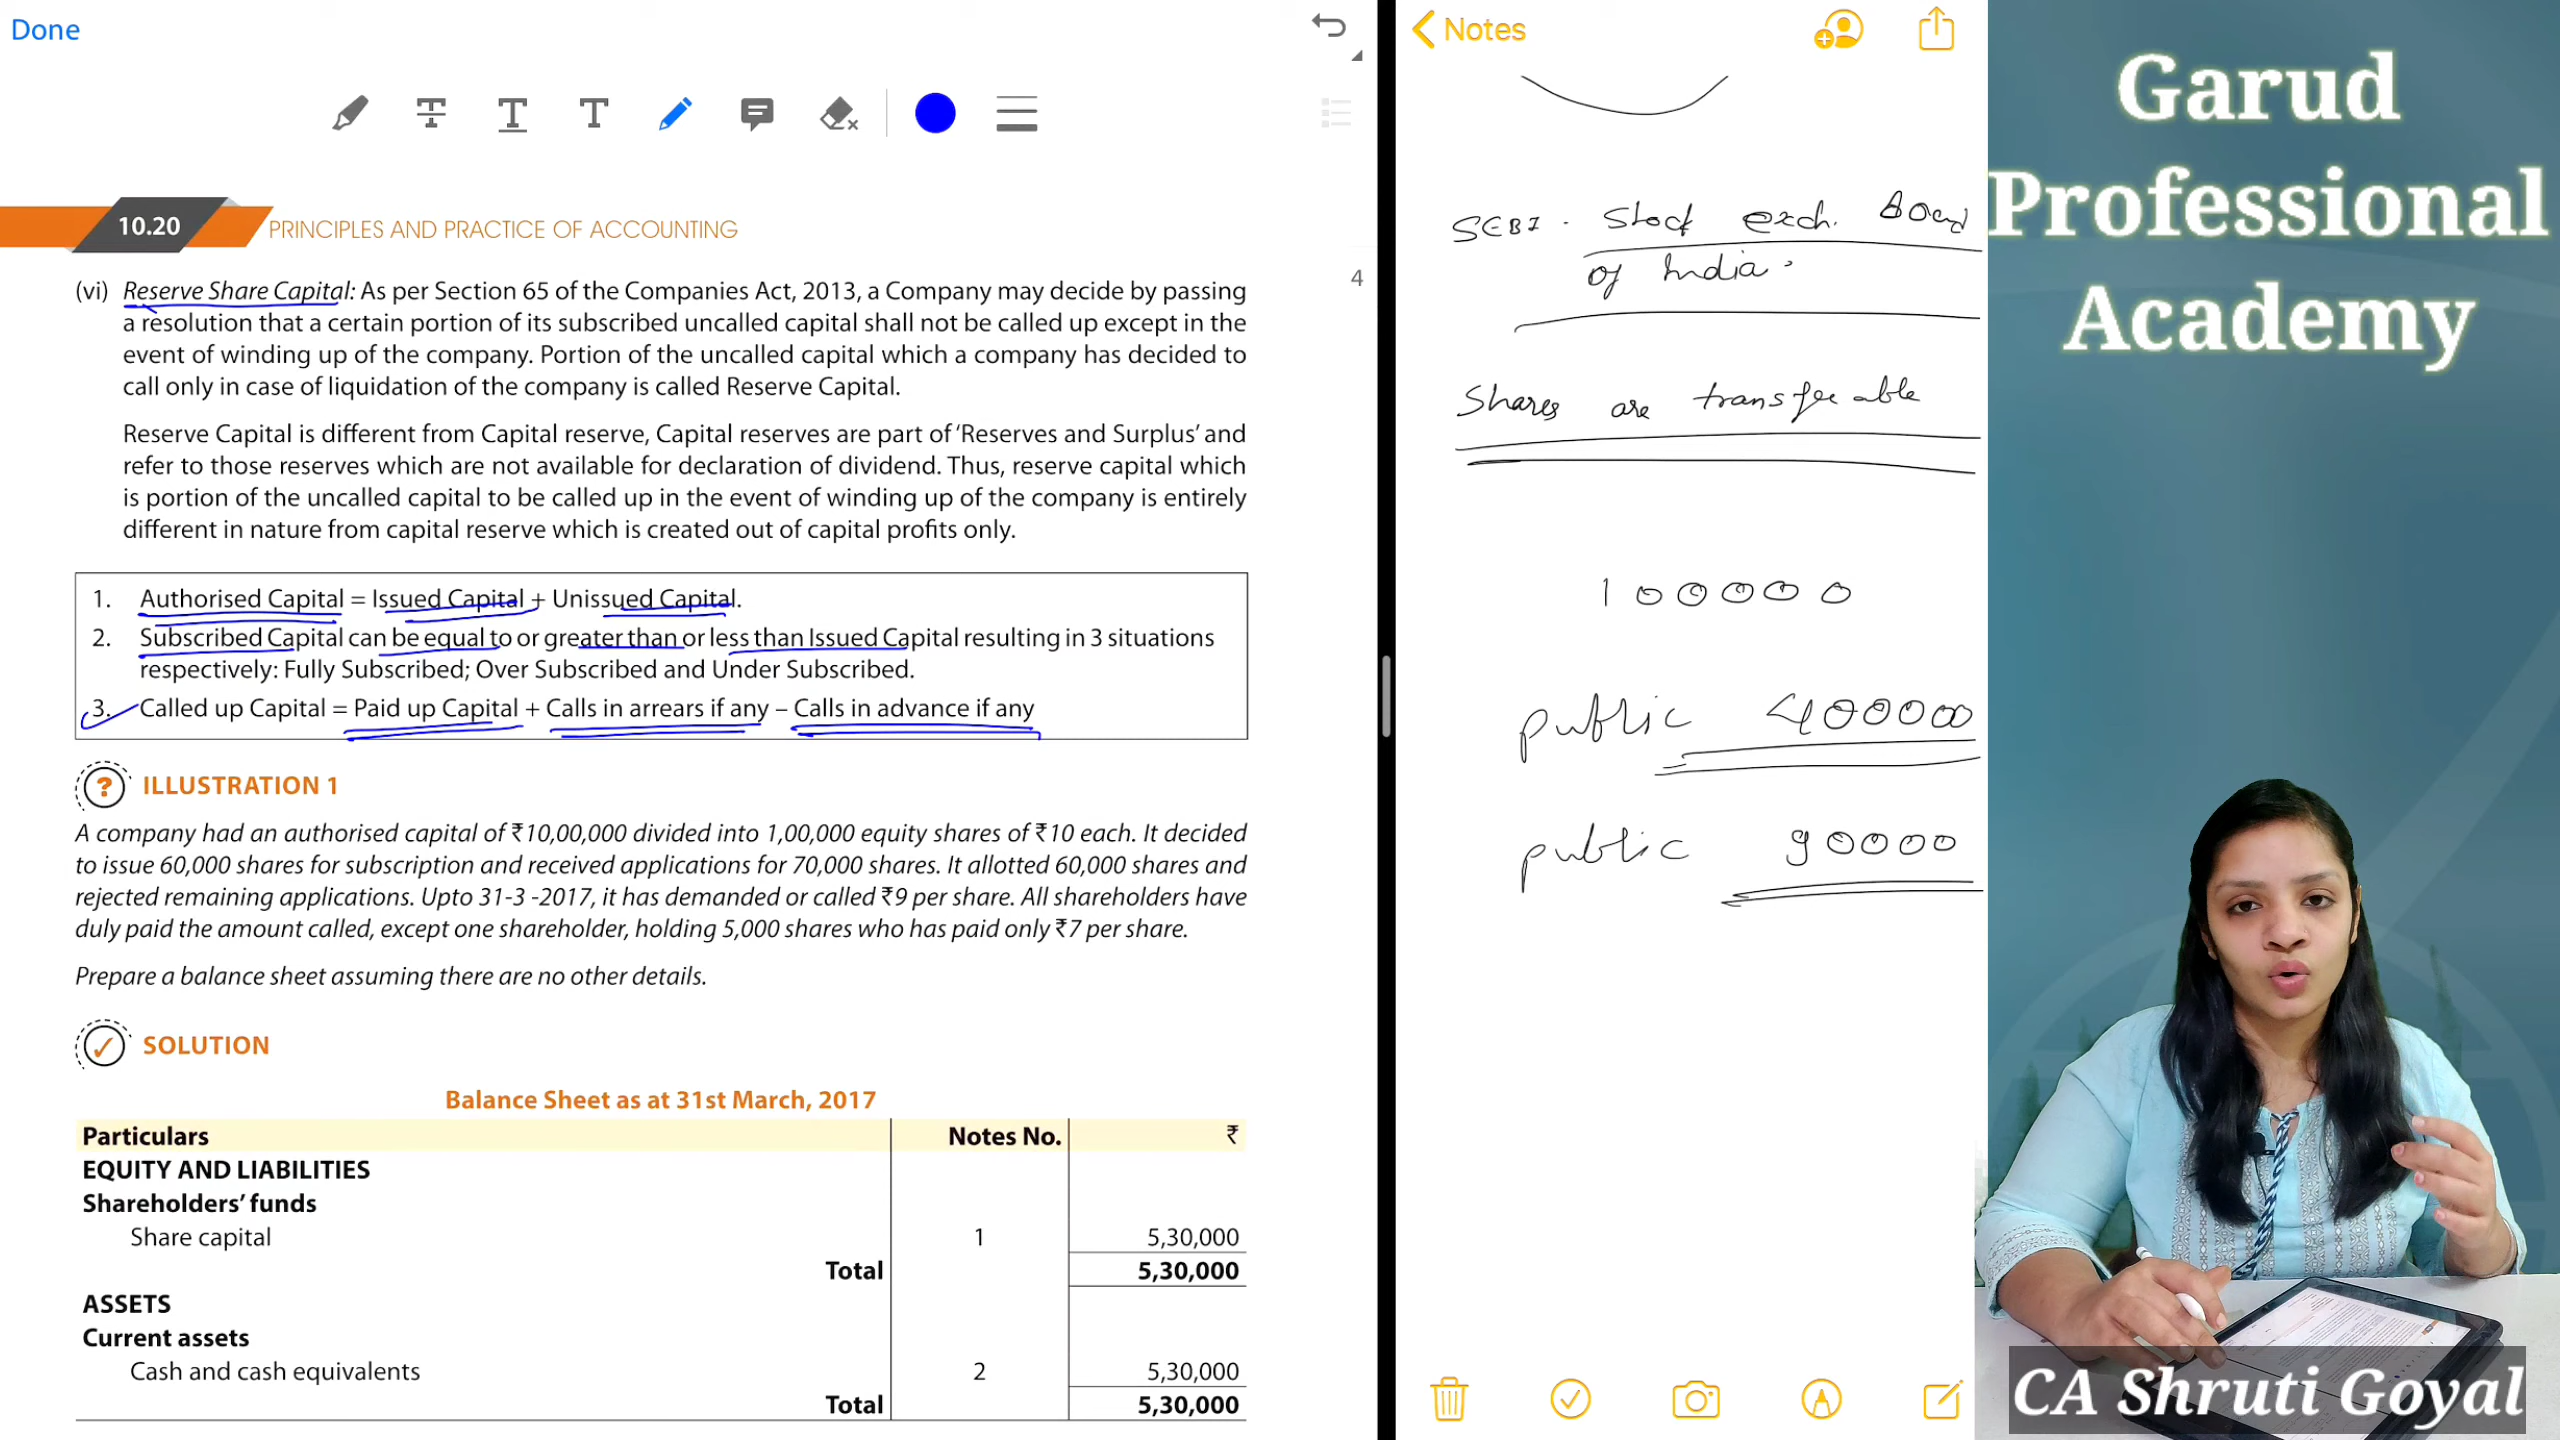 Done
10.20 PRINCIPLES AND PRACTICE OF ACCOUNTING
(vi) Reserve Share Capital: As per Section 65 of the Companies Act, 2013, a Company may decide by passing
a resolution that a certain portion of its subscribed uncalled capital shall not be called up except in the
event of winding up of the company. Portion of the uncalled capital which a company has decided to
call only in case of liquidation of the company is called Reserve Capital.
Reserve Capital is different from Capital reserve, Capital reserves are part of ‘Reserves and Surplus’ and
refer to those reserves which are not available for declaration of dividend. Thus, reserve capital which
is portion of the uncalled capital to be called up in the event of winding up of the company is entirely
different in nature from capital reserve which is created out of capital profits only.
1. Authorised Capital = Issued Capital + Unissued Capital.
2. Subscribed Capital can be equal to or greater than or less than Issued Capital resulting in 3 situations
respectively: Fully Subscribed; Over Subscribed and Under Subscribed.
3. Called up Capital = Paid up Capital + Calls in arrears if any – Calls in advance if any
? ILLUSTRATION 1
A company had an authorised capital of ₹10,00,000 divided into 1,00,000 equity shares of ₹10 each. It decided
to issue 60,000 shares for subscription and received applications for 70,000 shares. It allotted 60,000 shares and
rejected remaining applications. Upto 31-3 -2017, it has demanded or called ₹9 per share. All shareholders have
duly paid the amount called, except one shareholder, holding 5,000 shares who has paid only ₹7 per share.
Prepare a balance sheet assuming there are no other details.
SOLUTION
Balance Sheet as at 31st March, 2017
Particulars Notes No. ₹
EQUITY AND LIABILITIES
Shareholders’ funds
Share capital 1 5,30,000
Total 5,30,000
ASSETS
Current assets
Cash and cash equivalents 2 5,30,000
Total 5,30,000
4
Notes
SEBI - Stock exch. Board
of India.
Shares are transfeable
100000
public 400000
public 90000
Garud
Professional
Academy
CA Shruti Goyal